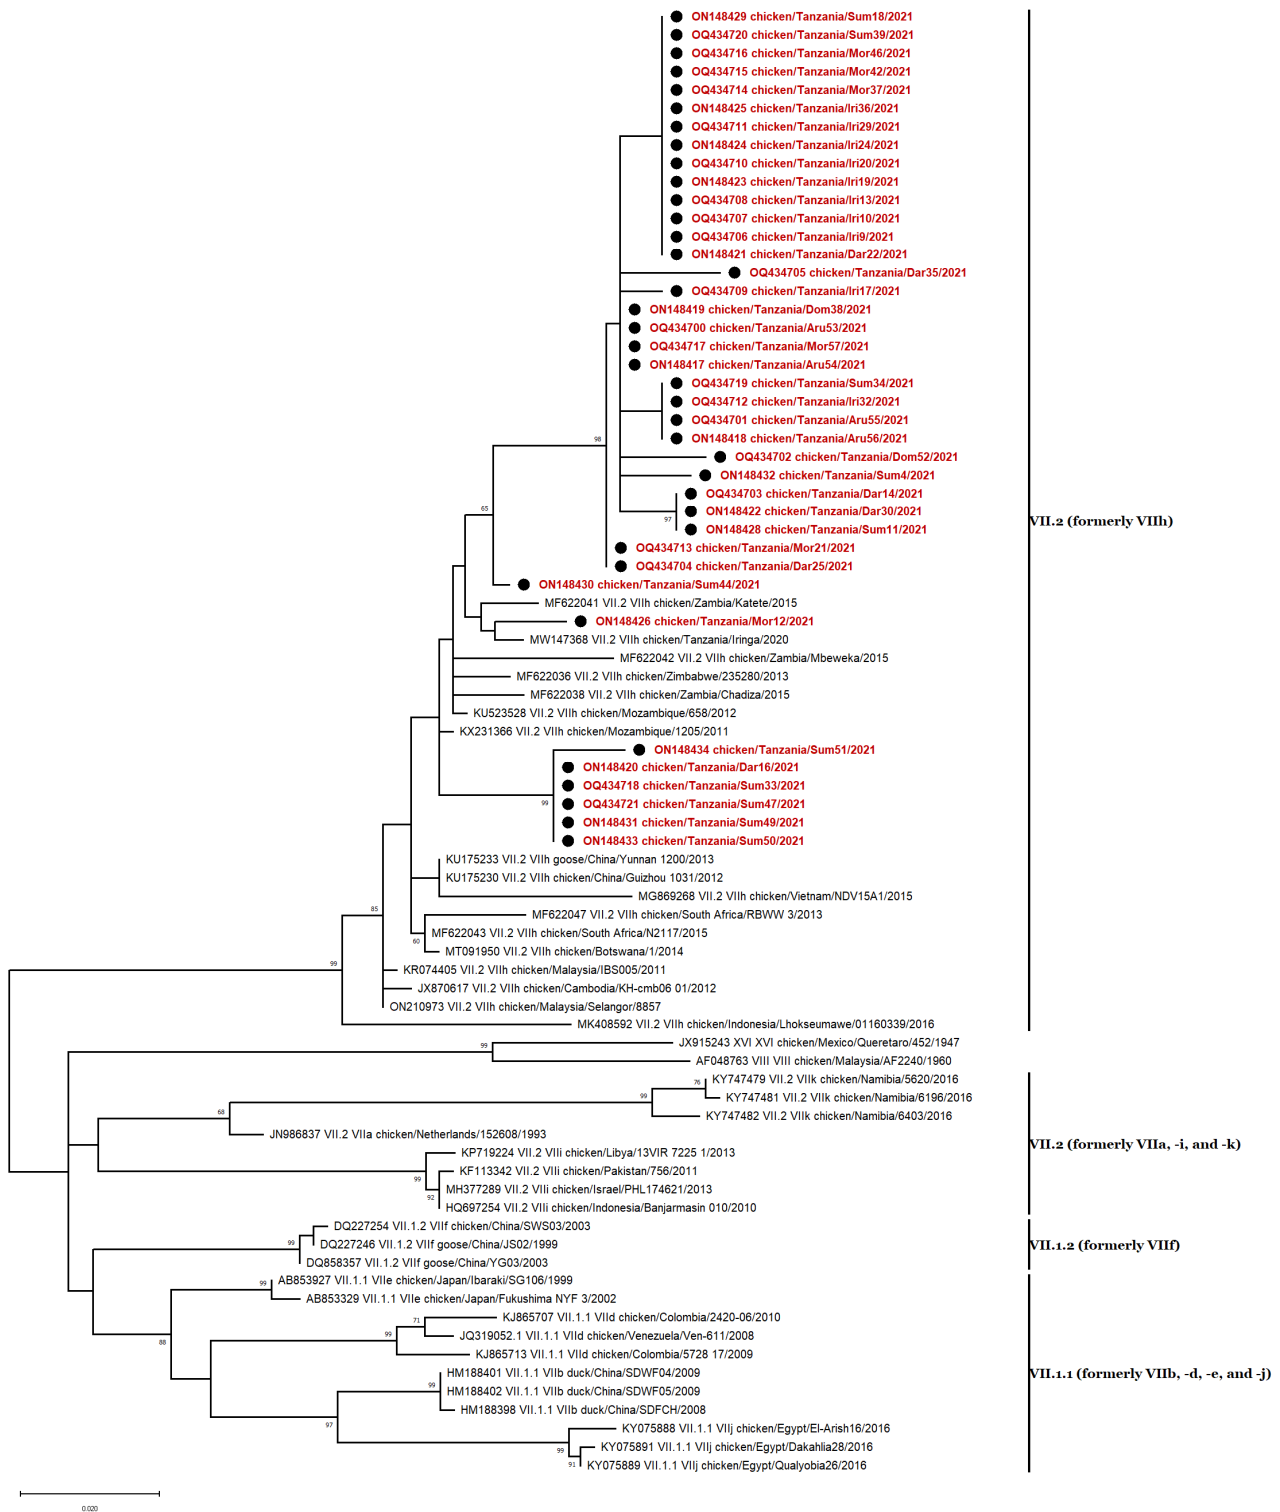 ON148429 chicken/Tanzania/Sum18/2021
OQ434720 chicken/Tanzania/Sum39/2021
OQ434716 chicken/Tanzania/Mor46/2021
OQ434715 chicken/Tanzania/Mor42/2021
OQ434714 chicken/Tanzania/Mor37/2021
ON148425 chicken/Tanzania/Iri36/2021
OQ434711 chicken/Tanzania/Iri29/2021
ON148424 chicken/Tanzania/Iri24/2021
OQ434710 chicken/Tanzania/Iri20/2021
ON148423 chicken/Tanzania/Iri19/2021
OQ434708 chicken/Tanzania/Iri13/2021
OQ434707 chicken/Tanzania/Iri10/2021
OQ434706 chicken/Tanzania/Iri9/2021
ON148421 chicken/Tanzania/Dar22/2021
OQ434705 chicken/Tanzania/Dar35/2021
OQ434709 chicken/Tanzania/Iri17/2021
ON148419 chicken/Tanzania/Dom38/2021
OQ434700 chicken/Tanzania/Aru53/2021
OQ434717 chicken/Tanzania/Mor57/2021
ON148417 chicken/Tanzania/Aru54/2021
OQ434719 chicken/Tanzania/Sum34/2021
OQ434712 chicken/Tanzania/Iri32/2021
OQ434701 chicken/Tanzania/Aru55/2021
ON148418 chicken/Tanzania/Aru56/2021
98
OQ434702 chicken/Tanzania/Dom52/2021
ON148432 chicken/Tanzania/Sum4/2021
OQ434703 chicken/Tanzania/Dar14/2021
65
ON148422 chicken/Tanzania/Dar30/2021
97
VII.2 (formerly VIIh)
ON148428 chicken/Tanzania/Sum11/2021
OQ434713 chicken/Tanzania/Mor21/2021
OQ434704 chicken/Tanzania/Dar25/2021
ON148430 chicken/Tanzania/Sum44/2021
MF622041 VII.2 VIIh chicken/Zambia/Katete/2015
ON148426 chicken/Tanzania/Mor12/2021
MW147368 VII.2 VIIh chicken/Tanzania/Iringa/2020
MF622042 VII.2 VIIh chicken/Zambia/Mbeweka/2015
MF622036 VII.2 VIIh chicken/Zimbabwe/235280/2013
MF622038 VII.2 VIIh chicken/Zambia/Chadiza/2015
KU523528 VII.2 VIIh chicken/Mozambique/658/2012
KX231366 VII.2 VIIh chicken/Mozambique/1205/2011
ON148434 chicken/Tanzania/Sum51/2021
ON148420 chicken/Tanzania/Dar16/2021
OQ434718 chicken/Tanzania/Sum33/2021
99
OQ434721 chicken/Tanzania/Sum47/2021
ON148431 chicken/Tanzania/Sum49/2021
ON148433 chicken/Tanzania/Sum50/2021
KU175233 VII.2 VIIh goose/China/Yunnan 1200/2013
KU175230 VII.2 VIIh chicken/China/Guizhou 1031/2012
MG869268 VII.2 VIIh chicken/Vietnam/NDV15A1/2015
85
MF622047 VII.2 VIIh chicken/South Africa/RBWW 3/2013
MF622043 VII.2 VIIh chicken/South Africa/N2117/2015
60
MT091950 VII.2 VIIh chicken/Botswana/1/2014
99
KR074405 VII.2 VIIh chicken/Malaysia/IBS005/2011
JX870617 VII.2 VIIh chicken/Cambodia/KH-cmb06 01/2012
ON210973 VII.2 VIIh chicken/Malaysia/Selangor/8857
MK408592 VII.2 VIIh chicken/Indonesia/Lhokseumawe/01160339/2016
99
JX915243 XVI XVI chicken/Mexico/Queretaro/452/1947
AF048763 VIII VIII chicken/Malaysia/AF2240/1960
76
KY747479 VII.2 VIIk chicken/Namibia/5620/2016
99
KY747481 VII.2 VIIk chicken/Namibia/6196/2016
68
KY747482 VII.2 VIIk chicken/Namibia/6403/2016
JN986837 VII.2 VIIa chicken/Netherlands/152608/1993
VII.2 (formerly VIIa, -i, and -k)
KP719224 VII.2 VIIi chicken/Libya/13VIR 7225 1/2013
99
KF113342 VII.2 VIIi chicken/Pakistan/756/2011
MH377289 VII.2 VIIi chicken/Israel/PHL174621/2013
92
HQ697254 VII.2 VIIi chicken/Indonesia/Banjarmasin 010/2010
DQ227254 VII.1.2 VIIf chicken/China/SWS03/2003
99
DQ227246 VII.1.2 VIIf goose/China/JS02/1999
VII.1.2 (formerly VIIf)
DQ858357 VII.1.2 VIIf goose/China/YG03/2003
99
AB853927 VII.1.1 VIIe chicken/Japan/Ibaraki/SG106/1999
AB853329 VII.1.1 VIIe chicken/Japan/Fukushima NYF 3/2002
71
KJ865707 VII.1.1 VIId chicken/Colombia/2420-06/2010
88
99
JQ319052.1 VII.1.1 VIId chicken/Venezuela/Ven-611/2008
KJ865713 VII.1.1 VIId chicken/Colombia/5728 17/2009
HM188401 VII.1.1 VIIb duck/China/SDWF04/2009
VII.1.1 (formerly VIIb, -d, -e, and -j)
99
HM188402 VII.1.1 VIIb duck/China/SDWF05/2009
HM188398 VII.1.1 VIIb duck/China/SDFCH/2008
97
KY075888 VII.1.1 VIIj chicken/Egypt/El-Arish16/2016
99
KY075891 VII.1.1 VIIj chicken/Egypt/Dakahlia28/2016
91
KY075889 VII.1.1 VIIj chicken/Egypt/Qualyobia26/2016
0.020